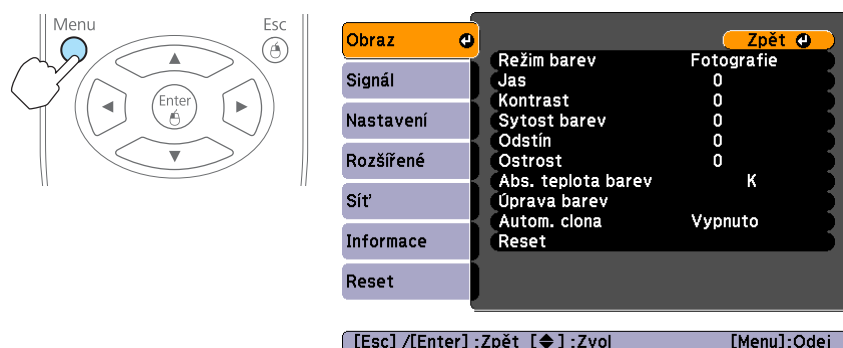 Menu
Esc
Enter
Obraz
Signál
Nastavení
Rozšířené
Síť
Informace
Reset
Zpět
Režim barev Fotografie
Jas 0
Kontrast 0
Sytost barev 0
Odstín 0
Ostrost 0
Abs. teplota barev K
Úprava barev
Autom. clona Vypnuto
Reset
[Esc] /[Enter] :Zpět [◆] :Zvol [Menu]:Odej